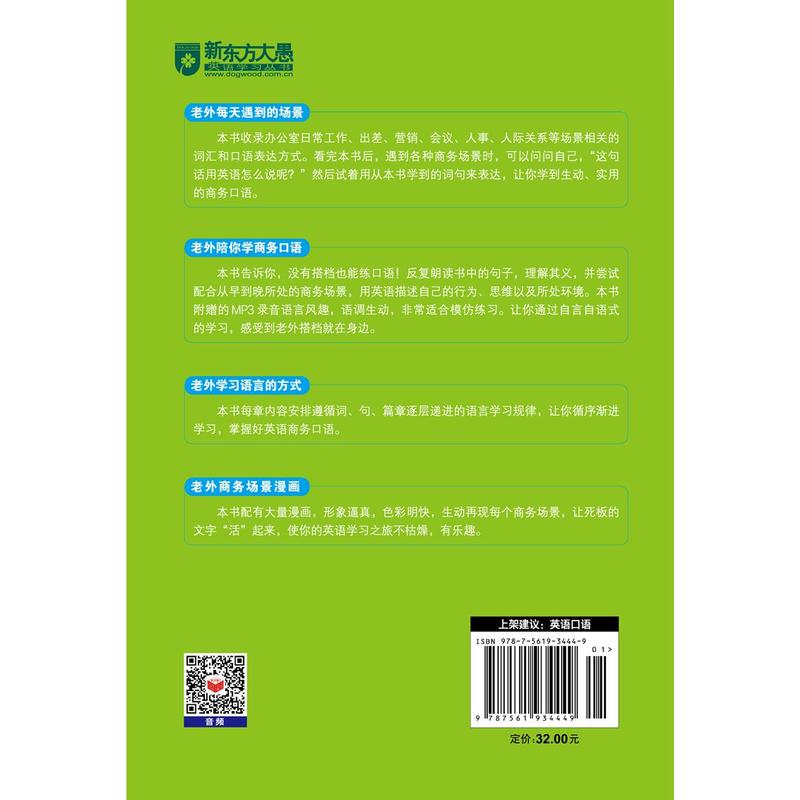 新东方大愚
英语学习丛书
www.dogwood.com.cn
老外每天遇到的场景
本书收录办公室日常工作、出差、营销、会议、人事、人际关系等场景相关的
词汇和口语表达方式。看完本书后，遇到各种商务场景时，可以问问自己，“这句
话用英语怎么说呢？”然后试着用从本书学到的词句来表达，让你学到生动、实用
的商务口语。
老外陪你学商务口语
本书告诉你，没有搭档也能练口语！反复朗读书中的句子，理解其义，并尝试
配合从早到晚所处的商务场景，用英语描述自己的行为、思维以及所处环境。本书
附赠的MP3录音语言风趣，语调生动，非常适合模仿练习。让你通过自言自语式
的学习，感受到老外搭档就在身边。
老外学习语言的方式
本书每章内容安排遵循词、句、篇章逐层递进的语言学习规律，让你循序渐进
学习，掌握好英语商务口语。
老外商务场景漫画
本书配有大量漫画，形象逼真，色彩明快，生动再现每个商务场景，让死板的
文字“活”起来，使你的英语学习之旅不枯燥，有乐趣。
上架建议：英语口语
ISBN 978-7-5619-3444-9
01>
9 787561 934449
定价：32.00元
音频